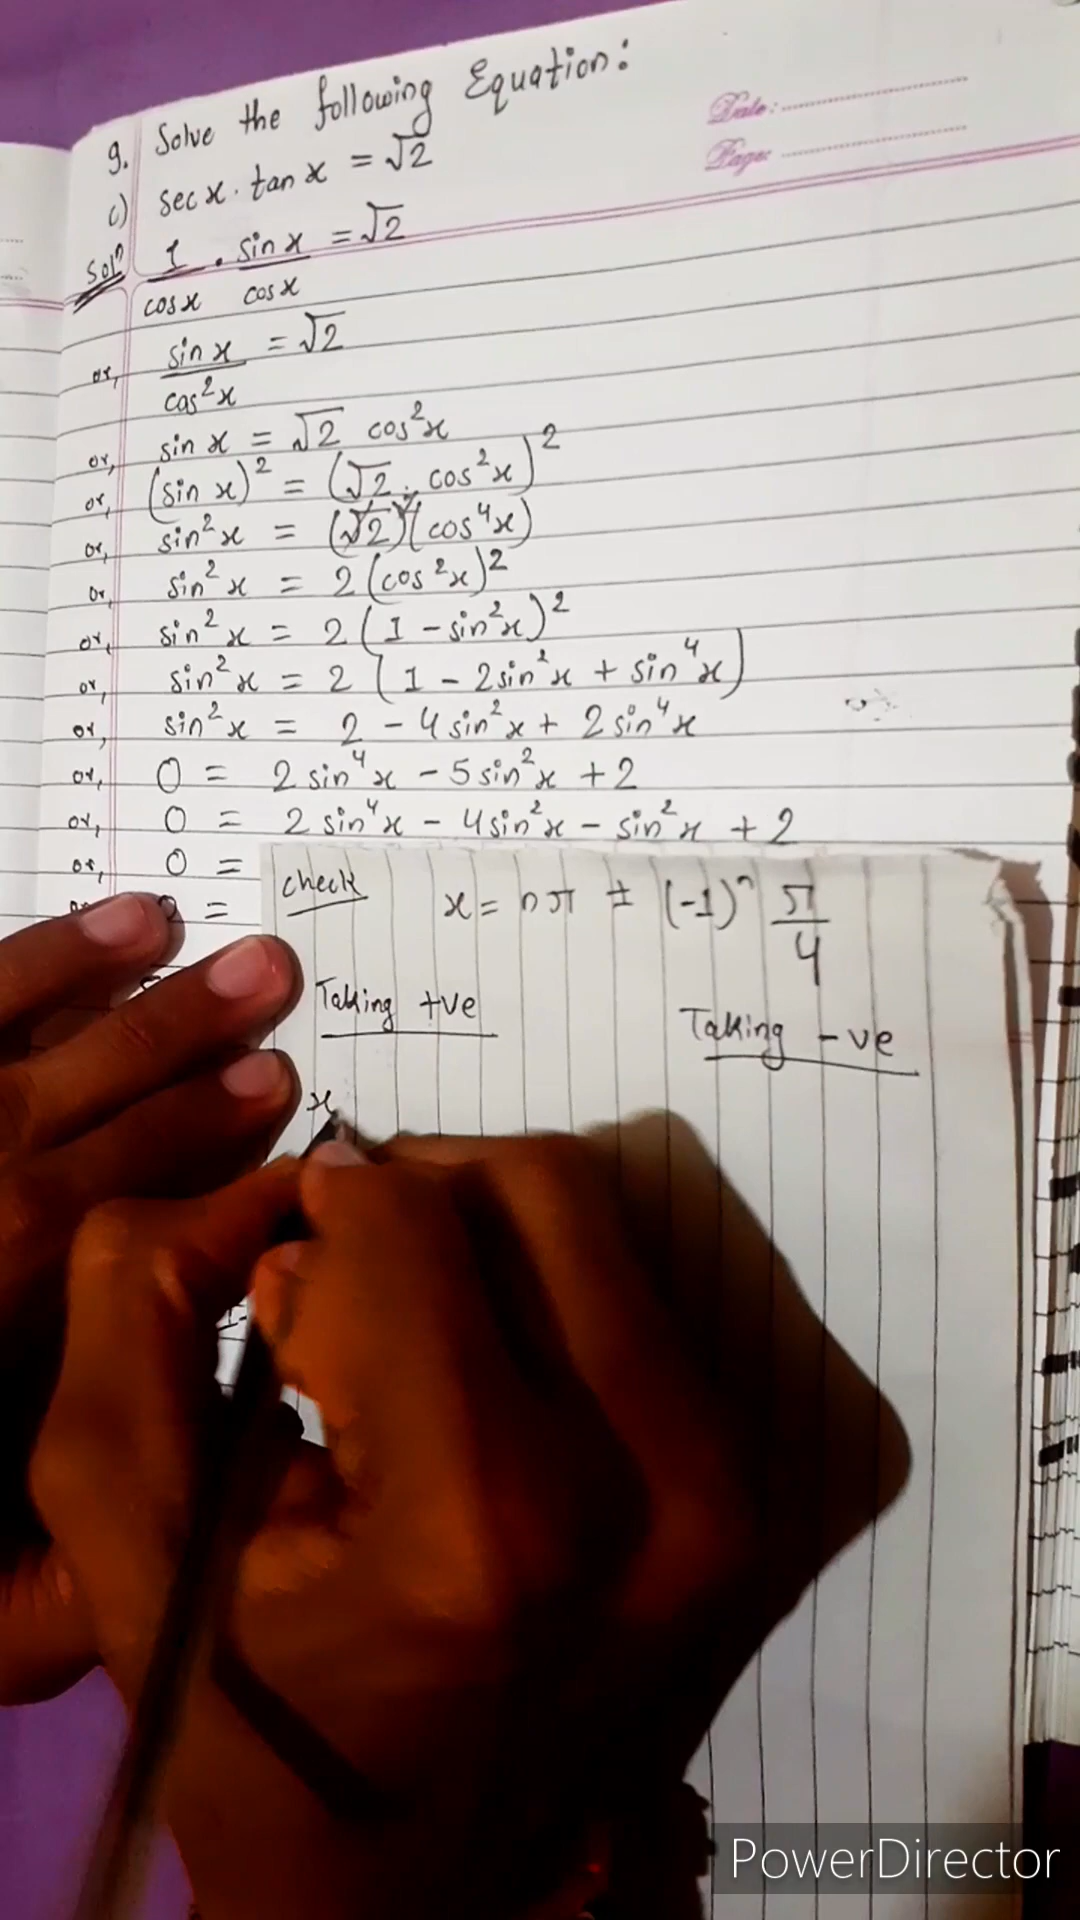 9. Solve the following Equation:
Date:
Page:
c) sec x . tan x = √2
Solⁿ 1/cos x . sin x/cos x = √2
or, sin x/cos²x = √2
or, sin x = √2 cos²x
or, (sin x)² = (√2 . cos²x)²
or, sin²x = (√2)²(cos⁴x)
or, sin²x = 2(cos²x)²
or, sin²x = 2(1 - sin²x)²
or, sin²x = 2(1 - 2sin²x + sin⁴x)
or, sin²x = 2 - 4sin²x + 2sin⁴x
or, 0 = 2sin⁴x - 5sin²x + 2
or, 0 = 2sin⁴x - 4sin²x - sin²x + 2
or, 0 =
0 =
check x = nπ ± (-1)ⁿ π/4
Taking +ve
Taking -ve
x
PowerDirector